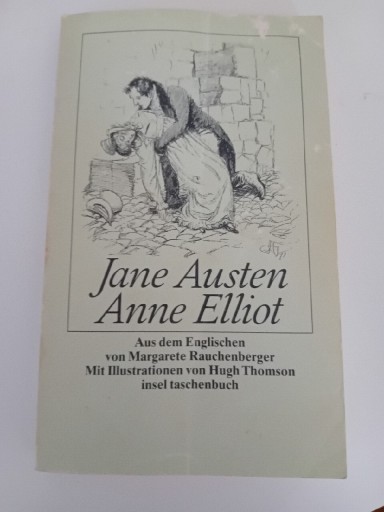 Jane Austen
Anne Elliot
Aus dem Englischen
von Margarete Rauchenberger
Mit Illustrationen von Hugh Thomson
insel taschenbuch